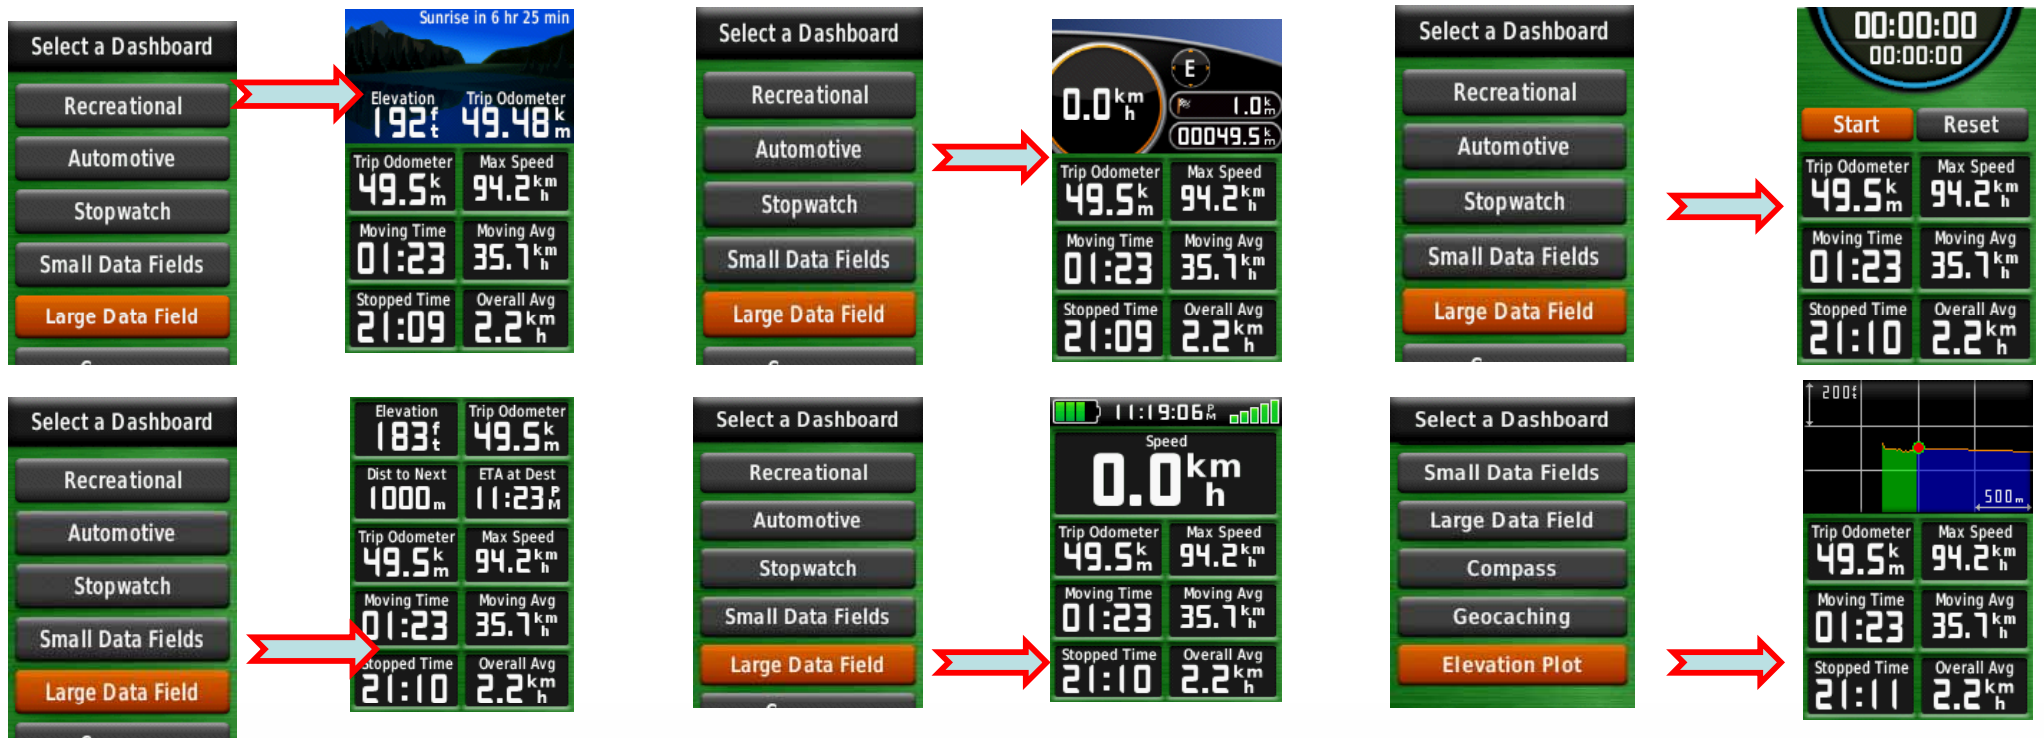 Select a Dashboard
Recreational
Automotive
Stopwatch
Small Data Fields
Large Data Field
Sunrise in 6 hr 25 min
Elevation Trip Odometer
192 ft 49.48 km
Trip Odometer Max Speed
49.5 km 94.2 km h
Moving Time Moving Avg
01:23 35.7 km h
Stopped Time Overall Avg
21:09 2.2 km h
Select a Dashboard
Recreational
Automotive
Stopwatch
Small Data Fields
Large Data Field
E
0.0 km h
1.0 km
00049.5 km
Trip Odometer Max Speed
49.5 km 94.2 km h
Moving Time Moving Avg
01:23 35.7 km h
Stopped Time Overall Avg
21:09 2.2 km h
Select a Dashboard
Recreational
Automotive
Stopwatch
Small Data Fields
Large Data Field
00:00:00
00:00:00
Start Reset
Trip Odometer Max Speed
49.5 km 94.2 km h
Moving Time Moving Avg
01:23 35.7 km h
Stopped Time Overall Avg
21:10 2.2 km h
Select a Dashboard
Recreational
Automotive
Stopwatch
Small Data Fields
Large Data Field
Elevation Trip Odometer
183 ft 49.5 km
Dist to Next ETA at Dest
1000 m 11:23 PM
Trip Odometer Max Speed
49.5 km 94.2 km h
Moving Time Moving Avg
01:23 35.7 km h
Stopped Time Overall Avg
21:10 2.2 km h
Select a Dashboard
Recreational
Automotive
Stopwatch
Small Data Fields
Large Data Field
11:19:06 PM
Speed
0.0 km h
Trip Odometer Max Speed
49.5 km 94.2 km h
Moving Time Moving Avg
01:23 35.7 km h
Stopped Time Overall Avg
21:10 2.2 km h
Select a Dashboard
Small Data Fields
Large Data Field
Compass
Geocaching
Elevation Plot
200 ft
500 m
Trip Odometer Max Speed
49.5 km 94.2 km h
Moving Time Moving Avg
01:23 35.7 km h
Stopped Time Overall Avg
21:11 2.2 km h